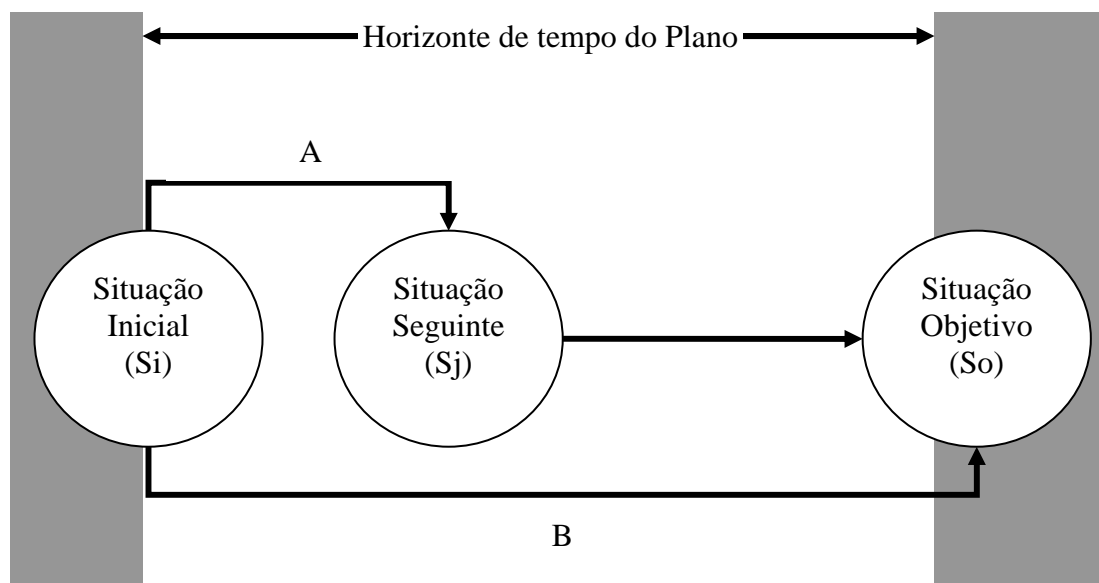 Horizonte de tempo do Plano
A
Situação
Inicial
(Si)
Situação
Seguinte
(Sj)
Situação
Objetivo
(So)
B